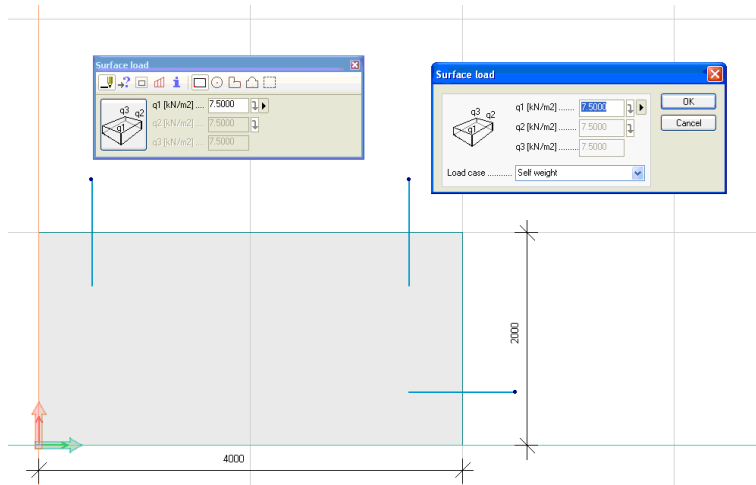 Surface load
q3 q2
q1
q1 [kN/m2] .... 7.5000
q2 [kN/m2] .... 7.5000
q3 [kN/m2] .... 7.5000
Surface load
q3 q2
q1
q1 [kN/m2] ....... 7.5000
q2 [kN/m2] ....... 7.5000
q3 [kN/m2] ......... 7.5000
Load case .......... Self weight
OK
Cancel
2000
4000